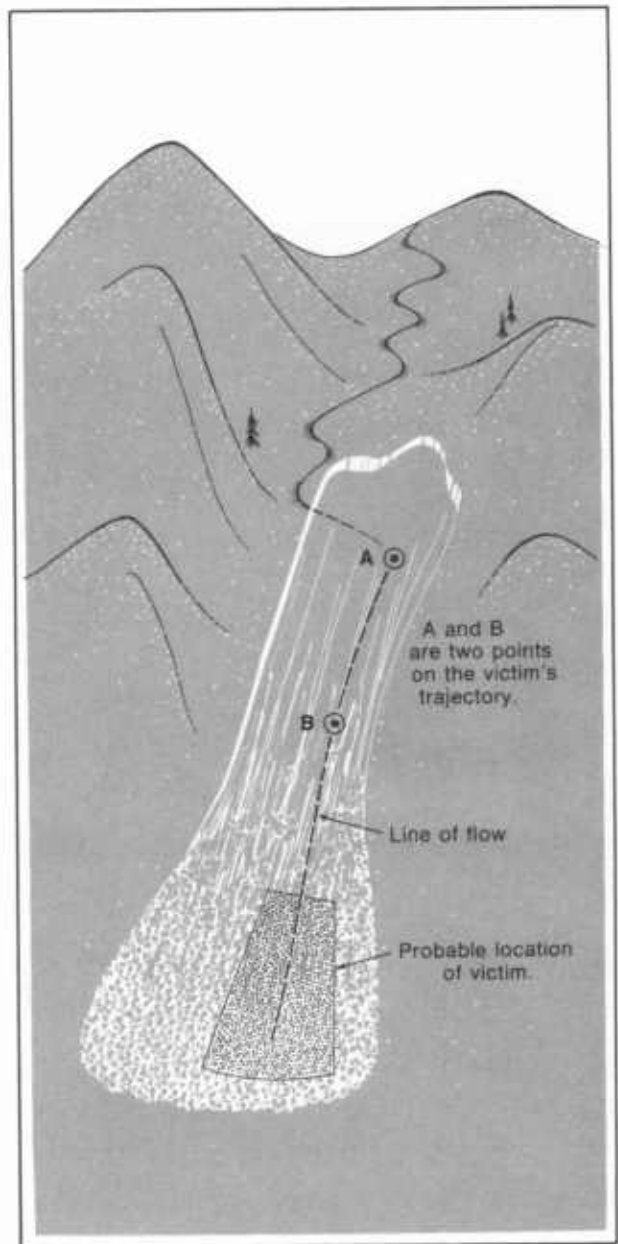 A
A and B
are two points
on the victim's
trajectory.
B
Line of flow
Probable location
of victim.